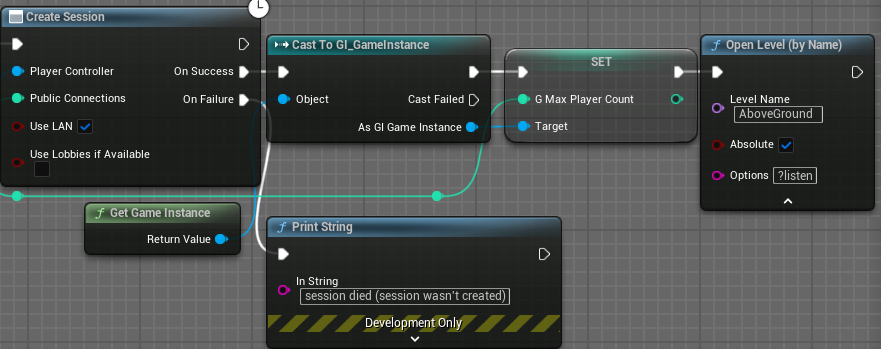 Create Session
Player Controller
On Success
Public Connections
On Failure
Use LAN
Use Lobbies if Available
Cast To GI_GameInstance
Object
Cast Failed
As GI Game Instance
SET
G Max Player Count
Target
Open Level (by Name)
Level Name
AboveGround
Absolute
Options
?listen
f Get Game Instance
Return Value
f Print String
In String
session died (session wasn't created)
Development Only